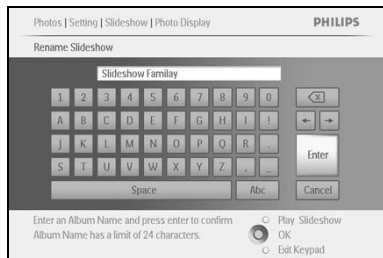 Photos | Setting | Slideshow | Photo Display PHILIPS
Rename Slideshow
Slideshow Familay
1 2 3 4 5 6 7 8 9 0
A B C D E F G H I !
← →
J K L M N O P Q R .
Enter
S T U V W X Y Z , _
Space Abc Cancel
Enter an Album Name and press enter to confirm
Album Name has a limit of 24 characters.
Play Slideshow
OK
Exit Keypad